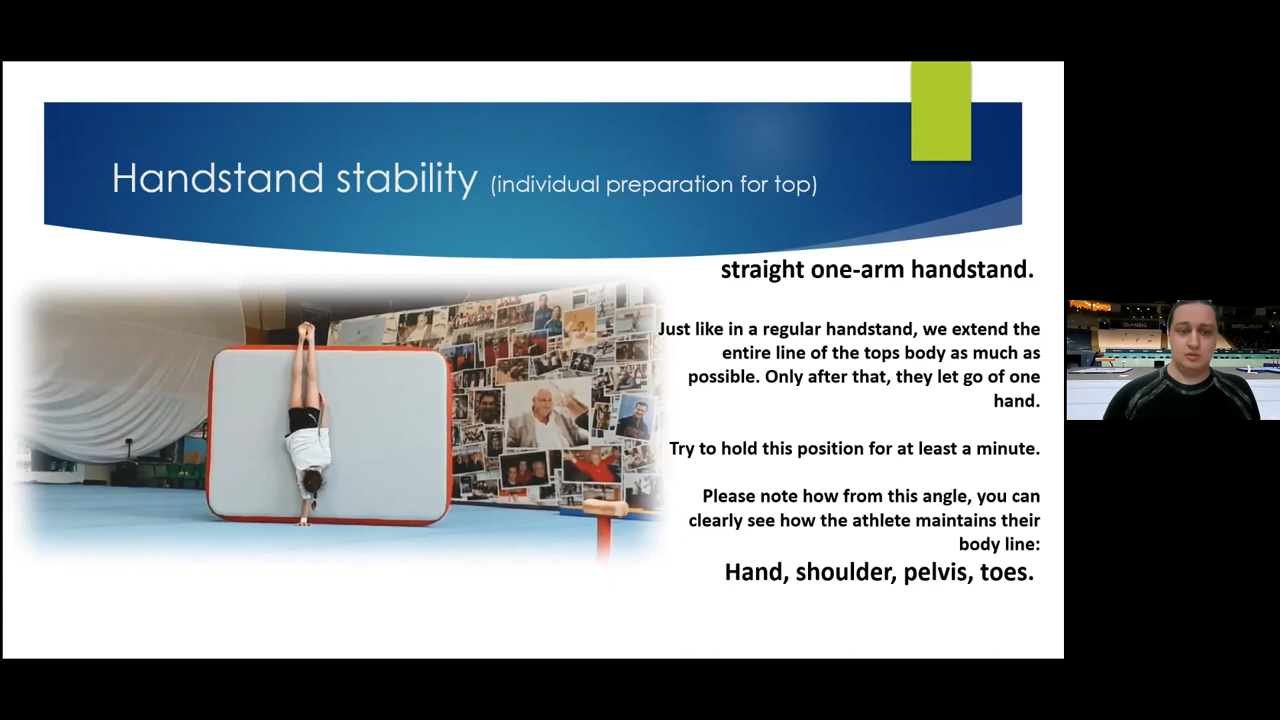 Handstand stability (individual preparation for top)
straight one-arm handstand.
Just like in a regular handstand, we extend the
entire line of the tops body as much as
possible. Only after that, they let go of one
hand.
Try to hold this position for at least a minute.
Please note how from this angle, you can
clearly see how the athlete maintains their
body line:
Hand, shoulder, pelvis, toes.